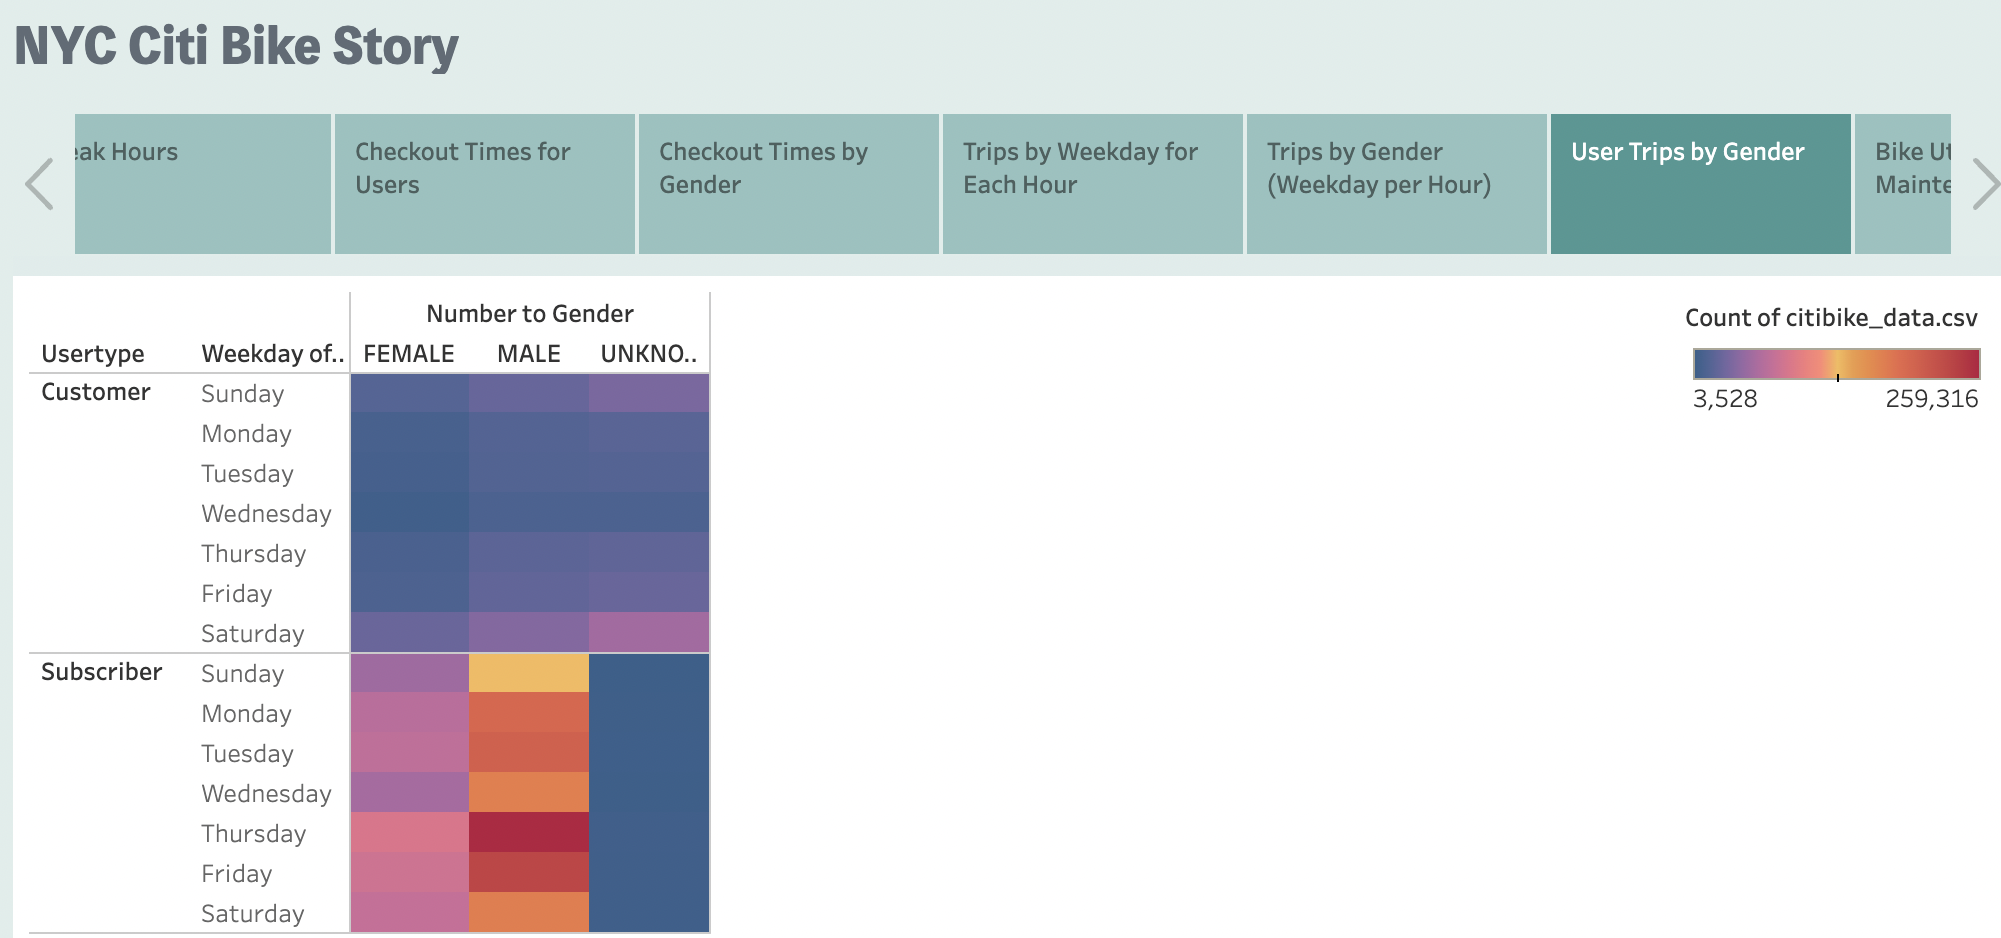 NYC Citi Bike Story
eak Hours
Checkout Times for
Users
Checkout Times by
Gender
Trips by Weekday for
Each Hour
Trips by Gender
(Weekday per Hour)
User Trips by Gender
Bike Ut
Mainte
Number to Gender
Usertype Weekday of.. FEMALE MALE UNKNO..
Customer Sunday
Monday
Tuesday
Wednesday
Thursday
Friday
Saturday
Subscriber Sunday
Monday
Tuesday
Wednesday
Thursday
Friday
Saturday
Count of citibike_data.csv
3,528 259,316